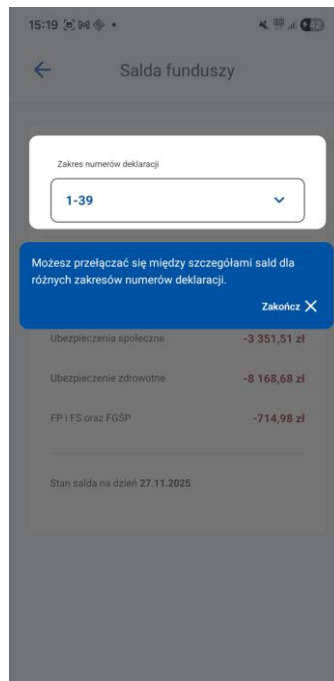 15:19
Salda funduszy
Zakres numerów deklaracji
1-39
Możesz przełączać się między szczegółami sald dla
różnych zakresów numerów deklaracji.
Zakończ
Ubezpieczenia społeczne -3 351,51 zł
Ubezpieczenie zdrowotne -8 168,68 zł
FP i FS oraz FGŚP -714,98 zł
Stan salda na dzień 27.11.2025